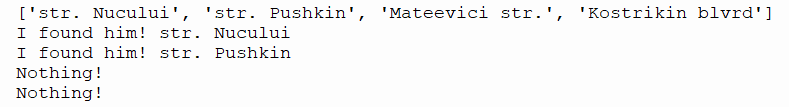 ['str. Nucului', 'str. Pushkin', 'Mateevici str.', 'Kostrikin blvrd']
I found him! str. Nucului
I found him! str. Pushkin
Nothing!
Nothing!